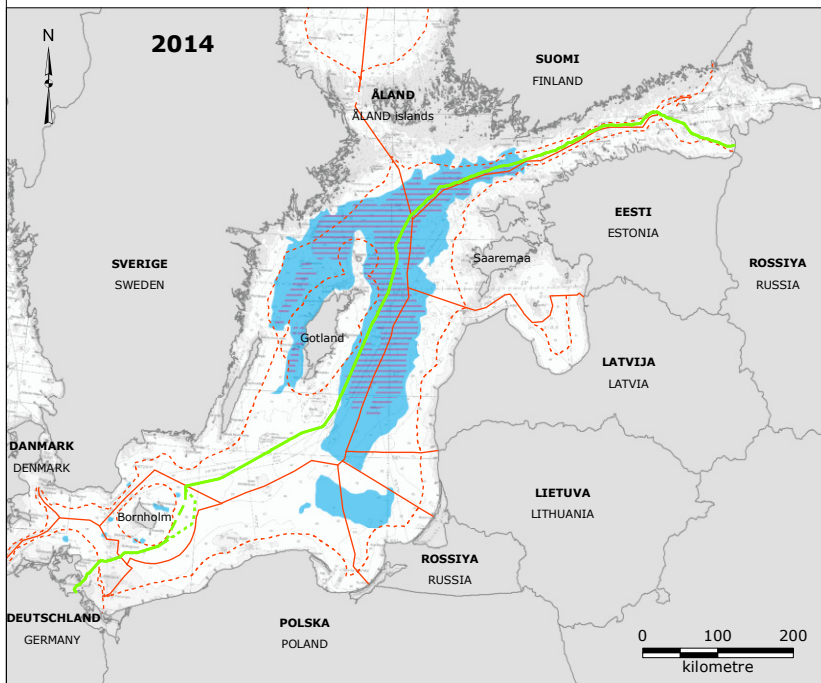 2014
N
SUOMI
FINLAND
ÅLAND
ÅLAND islands
EESTI
ESTONIA
SVERIGE
SWEDEN
Saaremaa
ROSSIYA
RUSSIA
Gotland
LATVIJA
LATVIA
DANMARK
DENMARK
LIETUVA
LITHUANIA
Bornholm
ROSSIYA
RUSSIA
DEUTSCHLAND
GERMANY
POLSKA
POLAND
0 100 200
kilometre